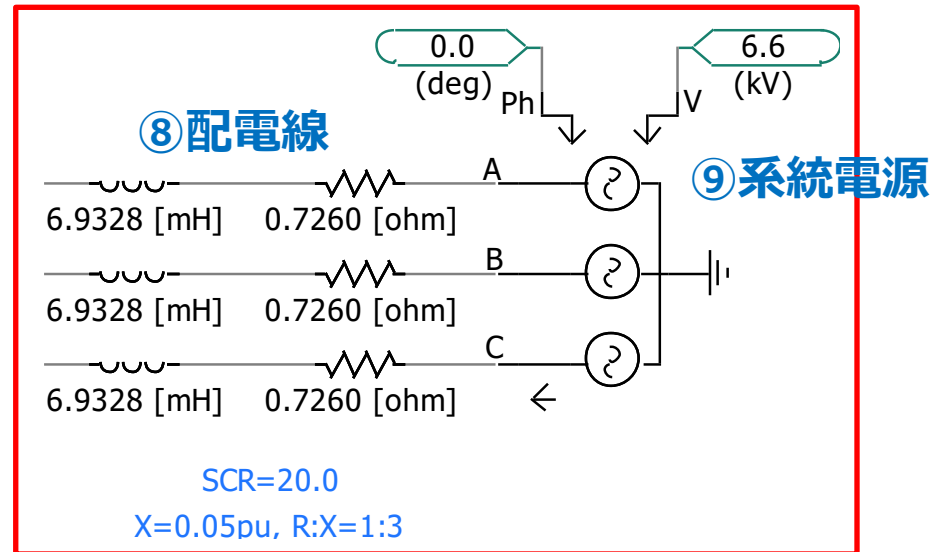 0.0
(deg)
6.6
(kV)
Ph
V
⑧配電線
⑨系統電源
A
6.9328 [mH]
0.7260 [ohm]
B
6.9328 [mH]
0.7260 [ohm]
C
6.9328 [mH]
0.7260 [ohm]
SCR=20.0
X=0.05pu, R:X=1:3